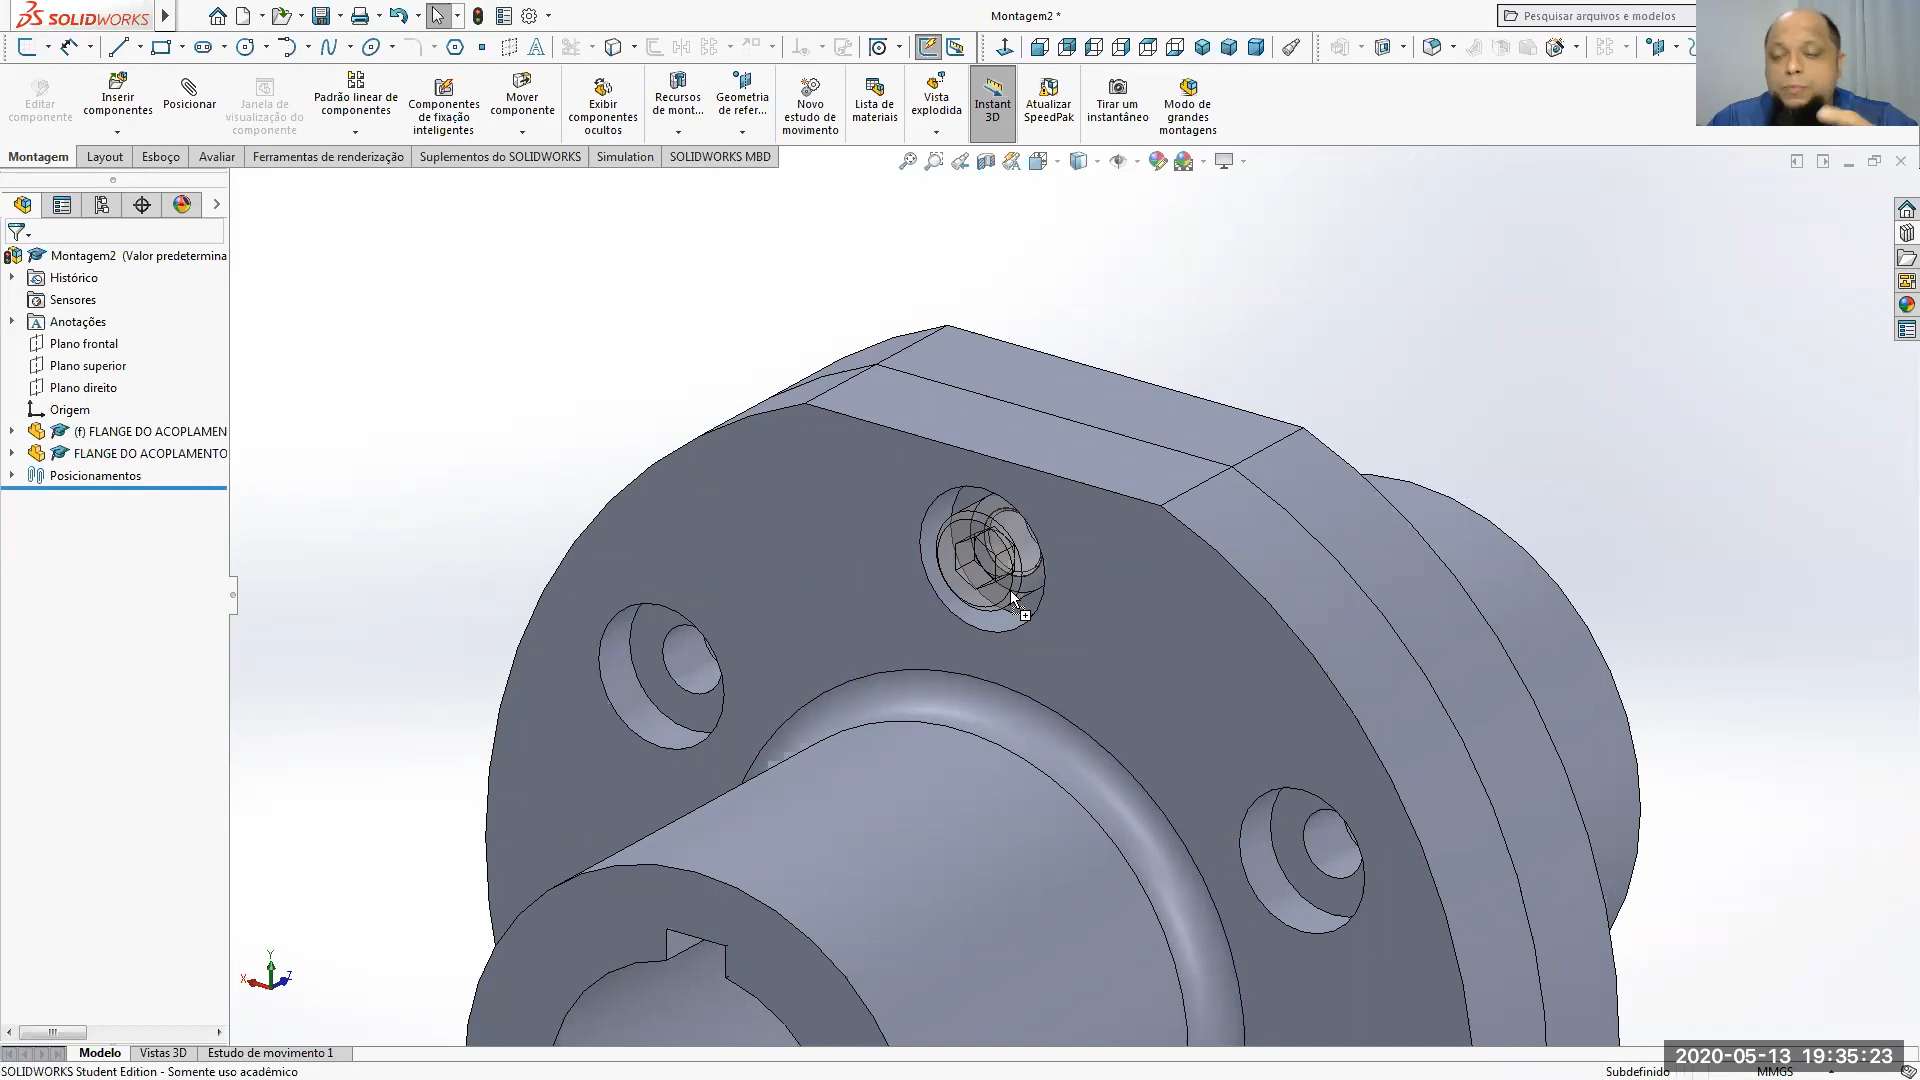 SOLIDWORKS
Montagem2 *
Pesquisar arquivos e modelos
Editar
componente
Inserir
componentes
Posicionar
Janela de
visualização do
componente
Padrão linear de
componentes
Componentes
de fixação
inteligentes
Mover
componente
Exibir
componentes
ocultos
Recursos
de mont...
Geometria
de refer...
Novo
estudo de
movimento
Lista de
materiais
Vista
explodida
Instant
3D
Atualizar
SpeedPak
Tirar um
instantâneo
Modo de
grandes
montagens
Montagem
Layout
Esboço
Avaliar
Ferramentas de renderização
Suplementos do SOLIDWORKS
Simulation
SOLIDWORKS MBD
Montagem2 (Valor predetermina
Histórico
Sensores
Anotações
Plano frontal
Plano superior
Plano direito
Origem
(f) FLANGE DO ACOPLAMEN
FLANGE DO ACOPLAMENTO
Posicionamentos
Y
X
Z
Modelo
Vistas 3D
Estudo de movimento 1
2020-05-13 19:35:23
SOLIDWORKS Student Edition - Somente uso acadêmico
Subdefinido
MMGS